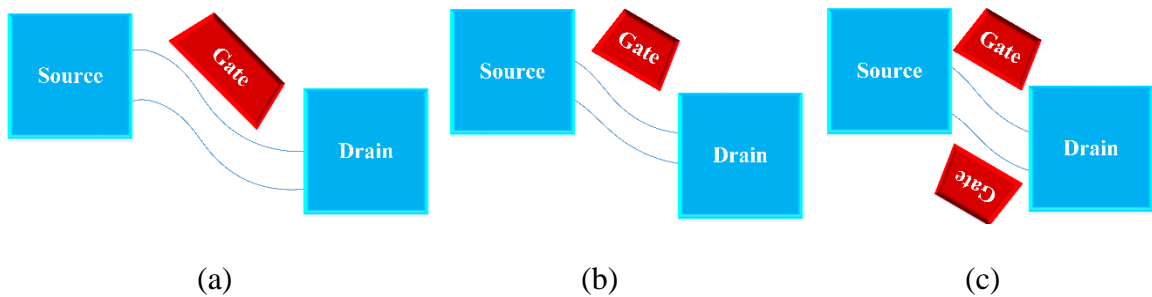 Source
Gate
Drain
Source
Gate
Drain
Source
Gate
Drain
Gate
(a)
(b)
(c)